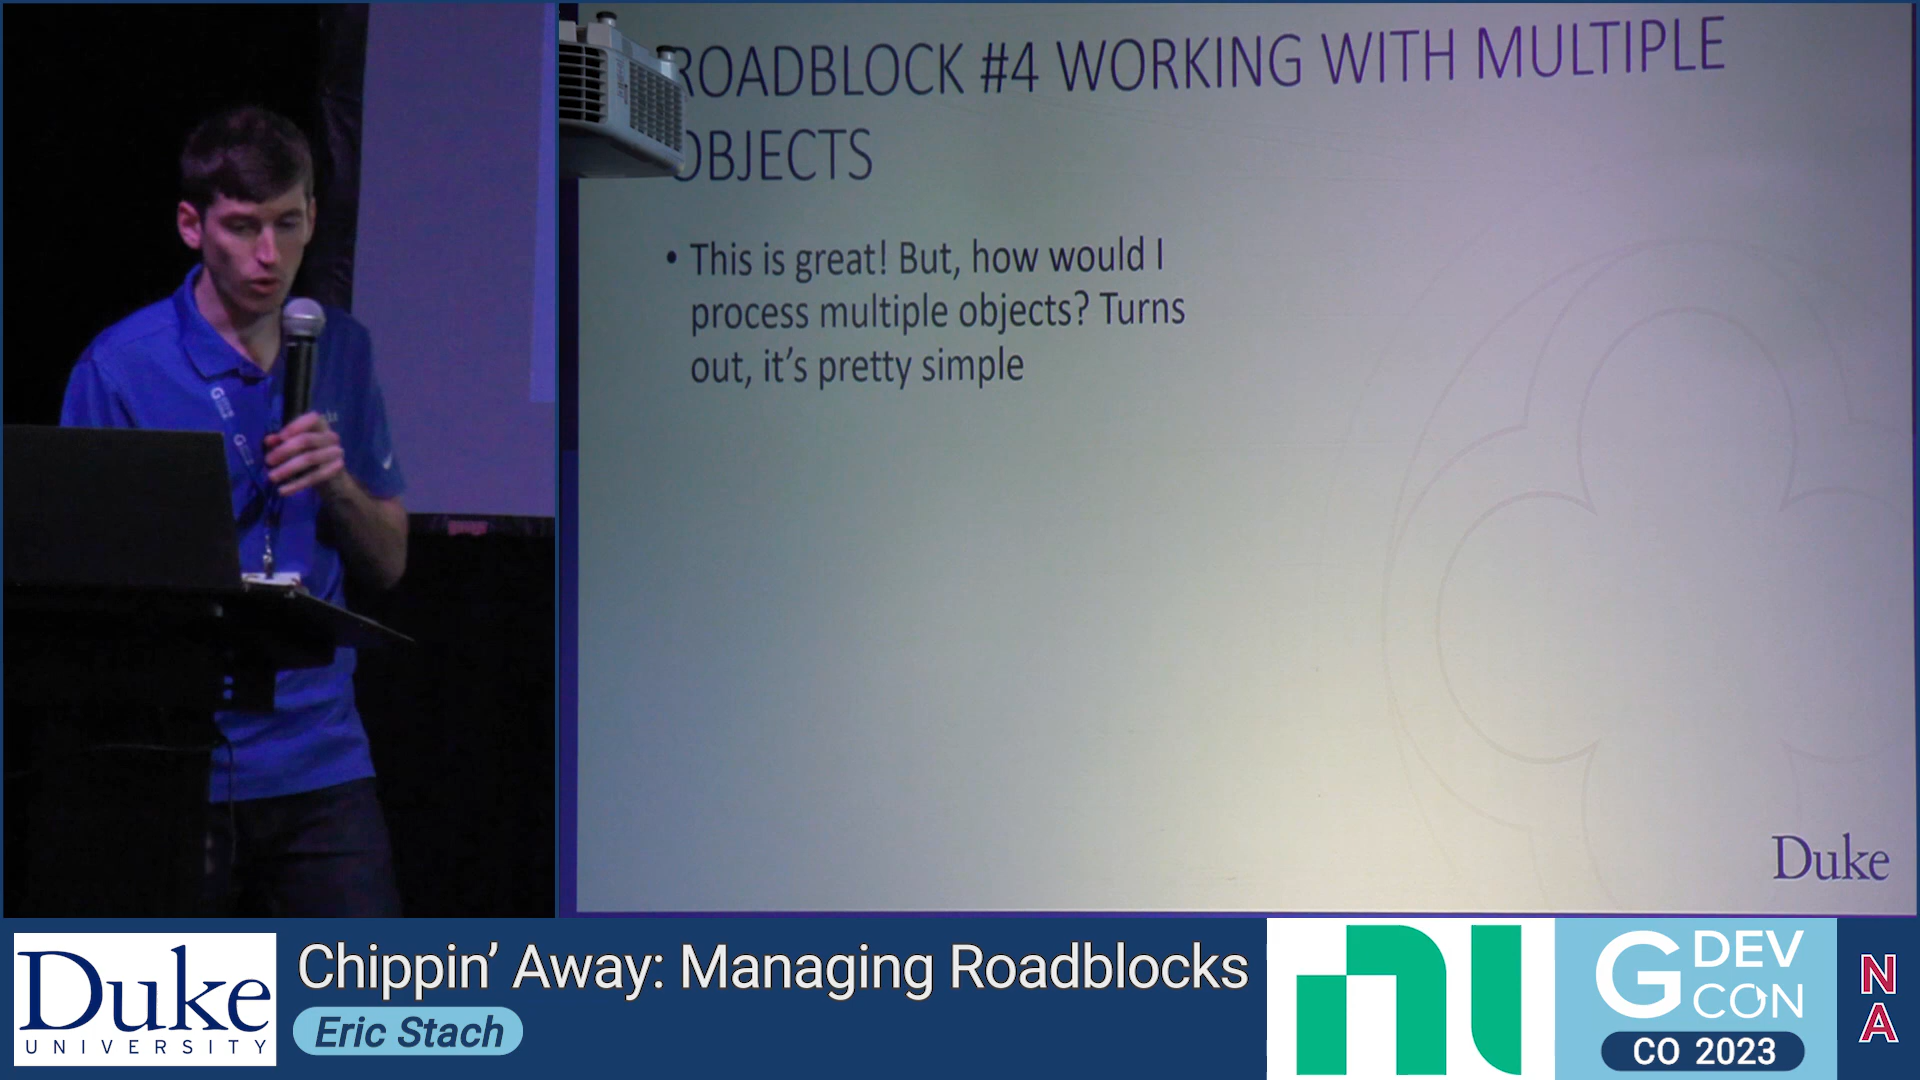 ROADBLOCK #4 WORKING WITH MULTIPLE
OBJECTS
• This is great! But, how would I
process multiple objects? Turns
out, it's pretty simple
Duke
Duke
UNIVERSITY
Chippin' Away: Managing Roadblocks
Eric Stach
G DEV
CON
CO 2023
N
A